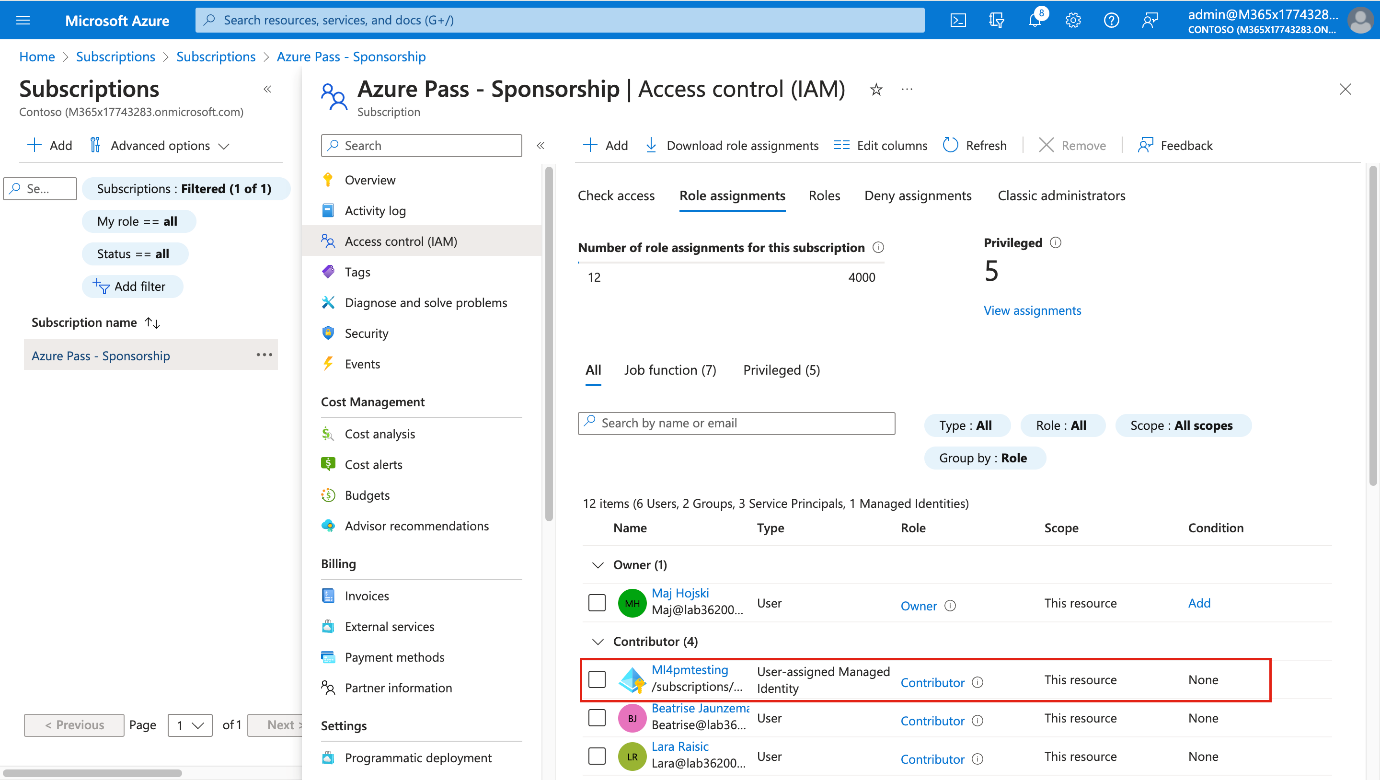 Microsoft Azure
Search resources, services, and docs (G+/)
8
admin@M365x1774328...
CONTOSO (M365X17743283.ON...
Home > Subscriptions > Subscriptions > Azure Pass - Sponsorship
Subscriptions
Contoso (M365x17743283.onmicrosoft.com)
Add
Advanced options
Se...
Subscriptions : Filtered (1 of 1)
My role == all
Status == all
Add filter
Subscription name
Azure Pass - Sponsorship
< Previous
Page
1
of 1
Next >
Azure Pass - Sponsorship | Access control (IAM)
Subscription
Search
Overview
Activity log
Access control (IAM)
Tags
Diagnose and solve problems
Security
Events
Cost Management
Cost analysis
Cost alerts
Budgets
Advisor recommendations
Billing
Invoices
External services
Payment methods
Partner information
Settings
Programmatic deployment
Add
Download role assignments
Edit columns
Refresh
Remove
Feedback
Check access
Role assignments
Roles
Deny assignments
Classic administrators
Number of role assignments for this subscription
12
4000
Privileged
5
View assignments
All
Job function (7)
Privileged (5)
Search by name or email
Type : All
Role : All
Scope : All scopes
Group by : Role
12 items (6 Users, 2 Groups, 3 Service Principals, 1 Managed Identities)
Name Type Role Scope Condition
Owner (1)
MH
Maj Hojski
Maj@lab36200...
User
Owner
This resource
Add
Contributor (4)
MI4pmtesting
/subscriptions/...
User-assigned Managed
Identity
Contributor
This resource
None
BJ
Beatrise Jaunzema
Beatrise@lab36...
User
Contributor
This resource
None
LR
Lara Raisic
Lara@lab36200...
User
Contributor
This resource
None